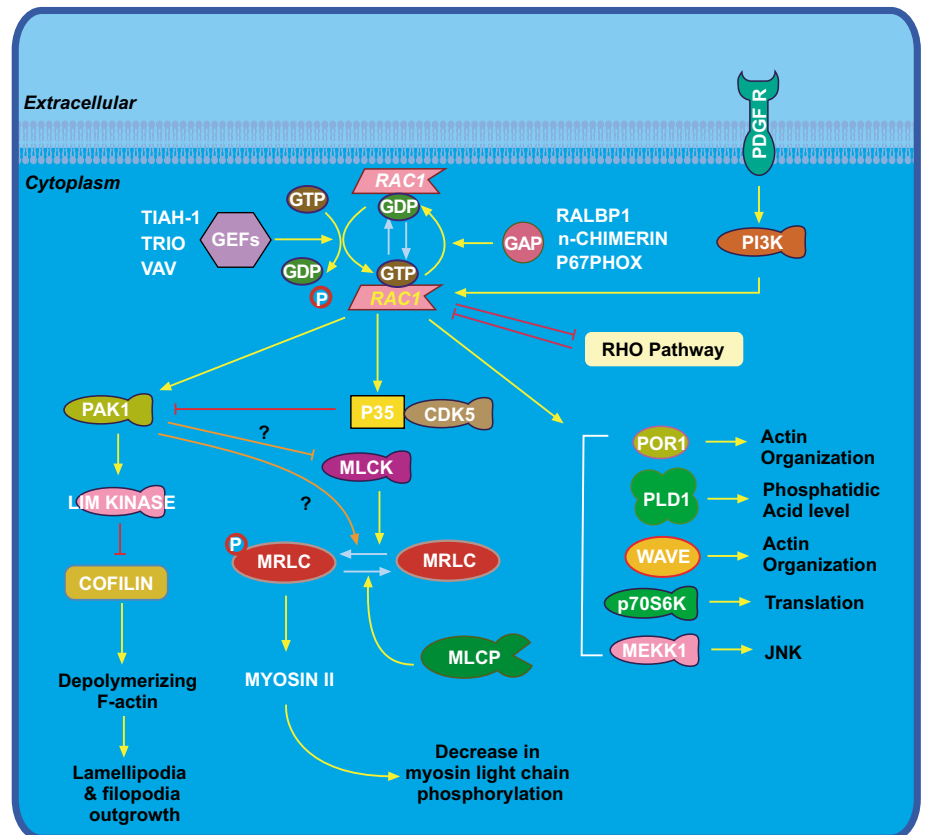 Extracellular
PDGF R
Cytoplasm
RAC1
GTP
GDP
TIAH-1
TRIO
VAV
GEFs
GAP
RALBP1
n-CHIMERIN
P67PHOX
PI3K
GDP
GTP
P
RAC1
RHO Pathway
PAK1
P35
CDK5
?
MLCK
POR1
Actin
Organization
LIM KINASE
?
PLD1
Phosphatidic
Acid level
P
MRLC
MRLC
WAVE
Actin
Organization
COFILIN
p70S6K
Translation
MLCP
MEKK1
JNK
Depolymerizing
F-actin
MYOSIN II
Lamellipodia
& filopodia
outgrowth
Decrease in
myosin light chain
phosphorylation